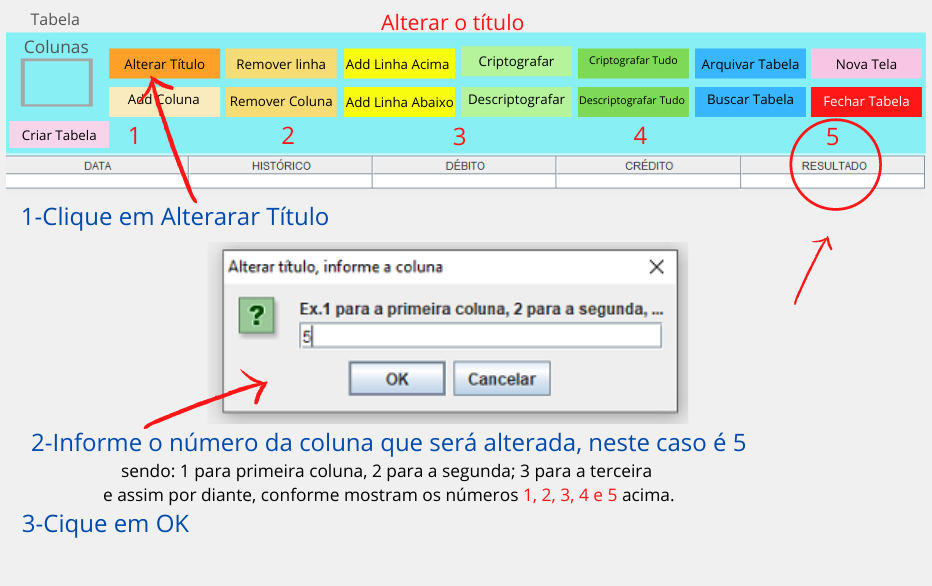 Tabela
Alterar o título
Colunas
Alterar Título
Remover linha
Add Linha Acima
Criptografar
Criptografar Tudo
Arquivar Tabela
Nova Tela
Add Coluna
Remover Coluna
Add Linha Abaixo
Descriptografar
Descriptografar Tudo
Buscar Tabela
Fechar Tabela
Criar Tabela
1
2
3
4
5
DATA
HISTÓRICO
DÉBITO
CRÉDITO
RESULTADO
1-Clique em Alterarar Título
Alterar título, informe a coluna
Ex.1 para a primeira coluna, 2 para a segunda, ...
5
OK
Cancelar
2-Informe o número da coluna que será alterada, neste caso é 5
sendo: 1 para primeira coluna, 2 para a segunda; 3 para a terceira
e assim por diante, conforme mostram os números 1, 2, 3, 4 e 5 acima.
3-Cique em OK